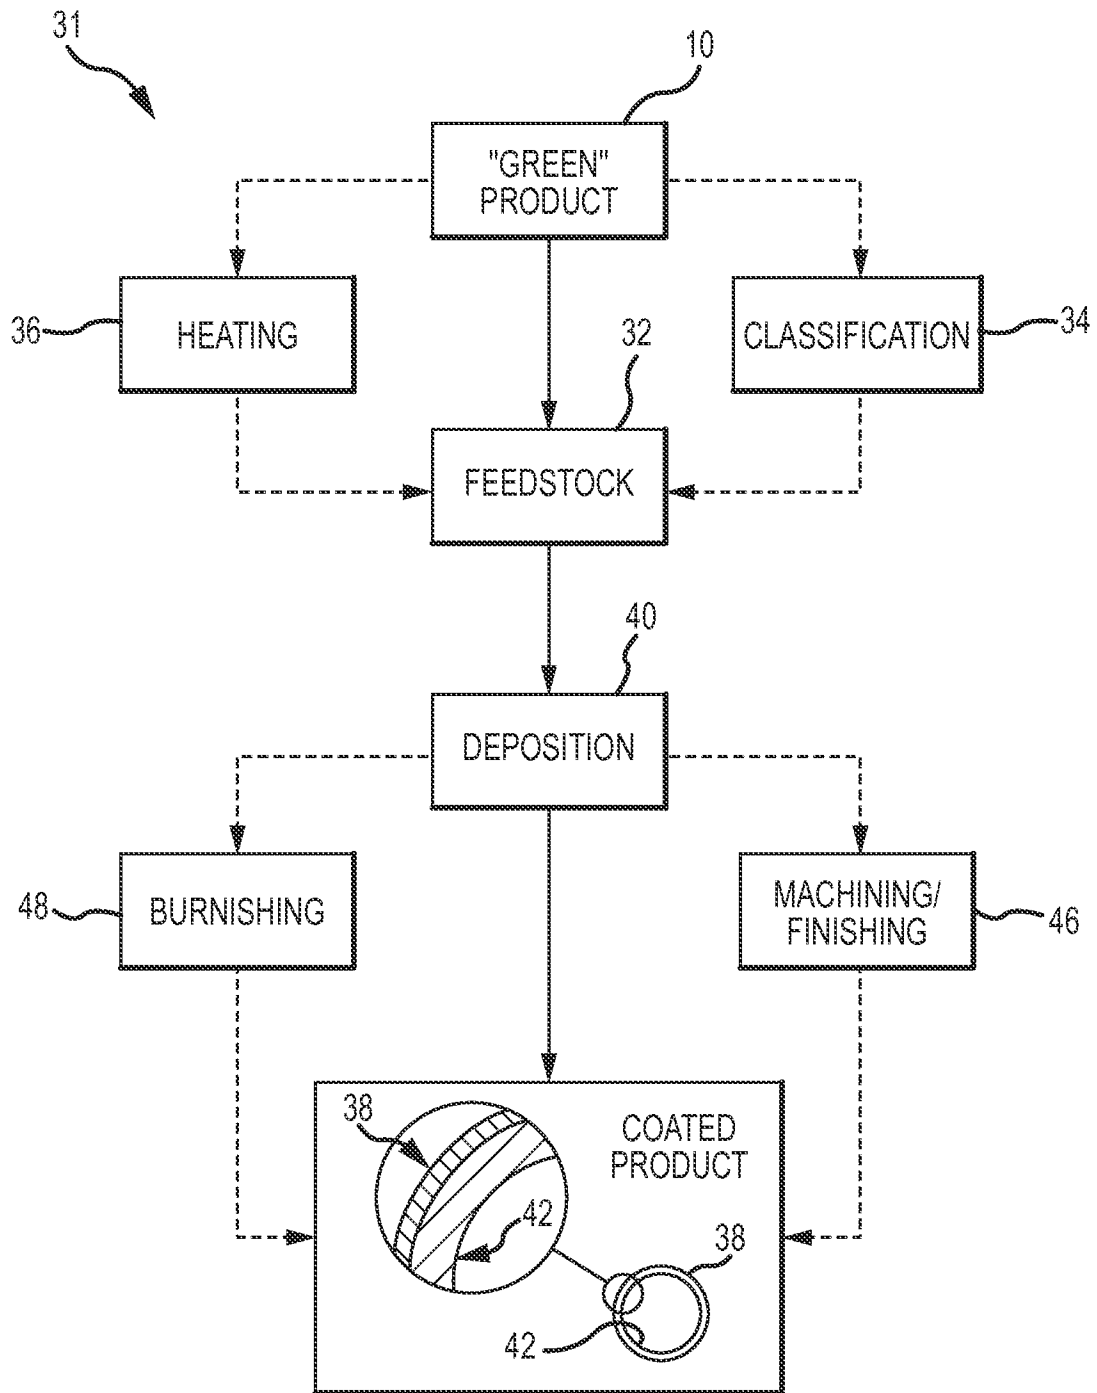 31
10
"GREEN"
PRODUCT
36
HEATING
32
CLASSIFICATION
34
FEEDSTOCK
40
DEPOSITION
48
BURNISHING
MACHINING/
FINISHING
46
38
COATED
PRODUCT
42
38
42